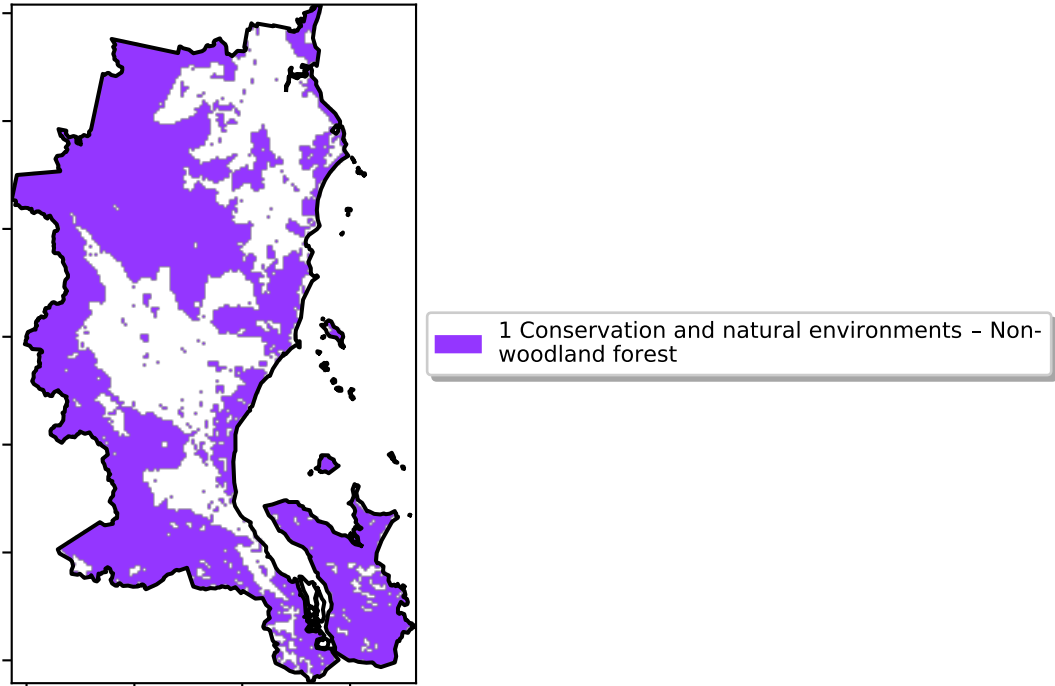 1 Conservation and natural environments – Non-
woodland forest